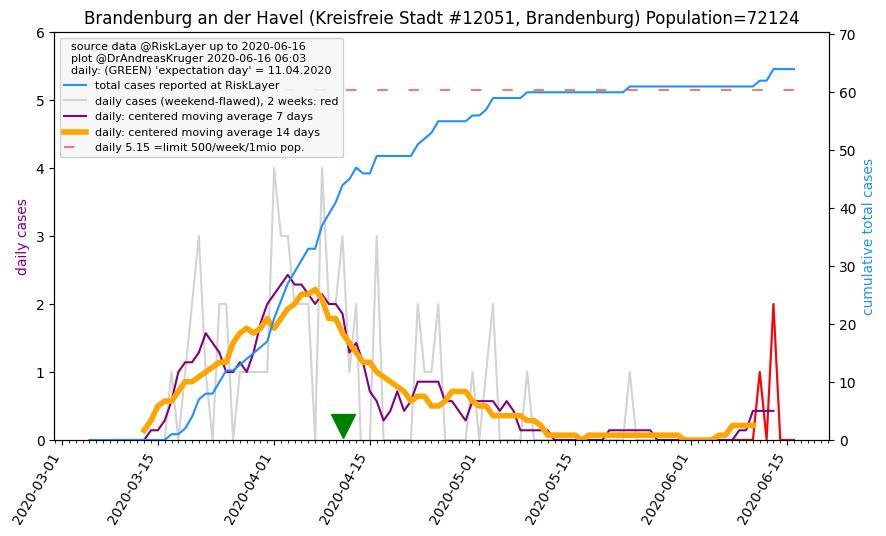 Brandenburg an der Havel (Kreisfreie Stadt #12051, Brandenburg) Population=72124
source data @RiskLayer up to 2020-06-16
plot @DrAndreasKruger 2020-06-16 06:03
daily: (GREEN) 'expectation day' = 11.04.2020
total cases reported at RiskLayer
daily cases (weekend-flawed), 2 weeks: red
daily: centered moving average 7 days
daily: centered moving average 14 days
daily 5.15 =limit 500/week/1mio pop.
daily cases
6
5
4
3
2
1
0
70
60
50
40
30
20
10
0
cumulative total cases
2020-03-01
2020-03-15
2020-04-01
2020-04-15
2020-05-01
2020-05-15
2020-06-01
2020-06-15